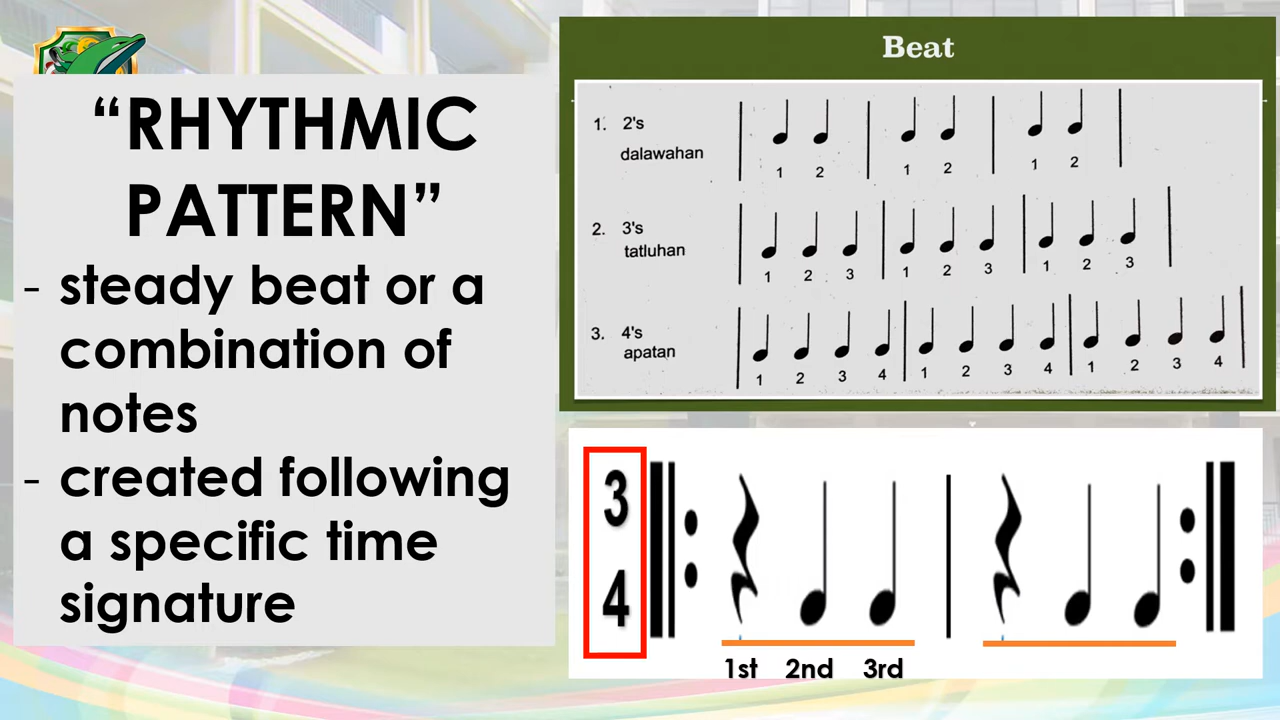 “RHYTHMIC
PATTERN”
- steady beat or a
combination of
notes
- created following
a specific time
signature
Beat
1. 2's
dalawahan
1 2 1 2 1 2
2. 3's
tatluhan
1 2 3 1 2 3 1 2 3
3. 4's
apatan
1 2 3 4 1 2 3 4 1 2 3 4
3
4
1st 2nd 3rd